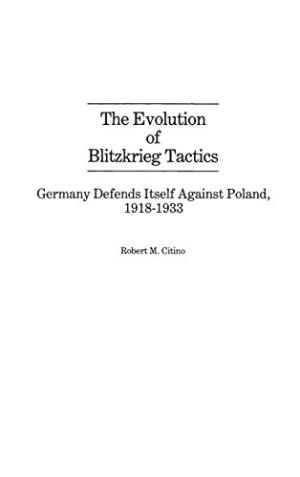 The Evolution
of
Blitzkrieg Tactics
Germany Defends Itself Against Poland,
1918-1933
Robert M. Citino